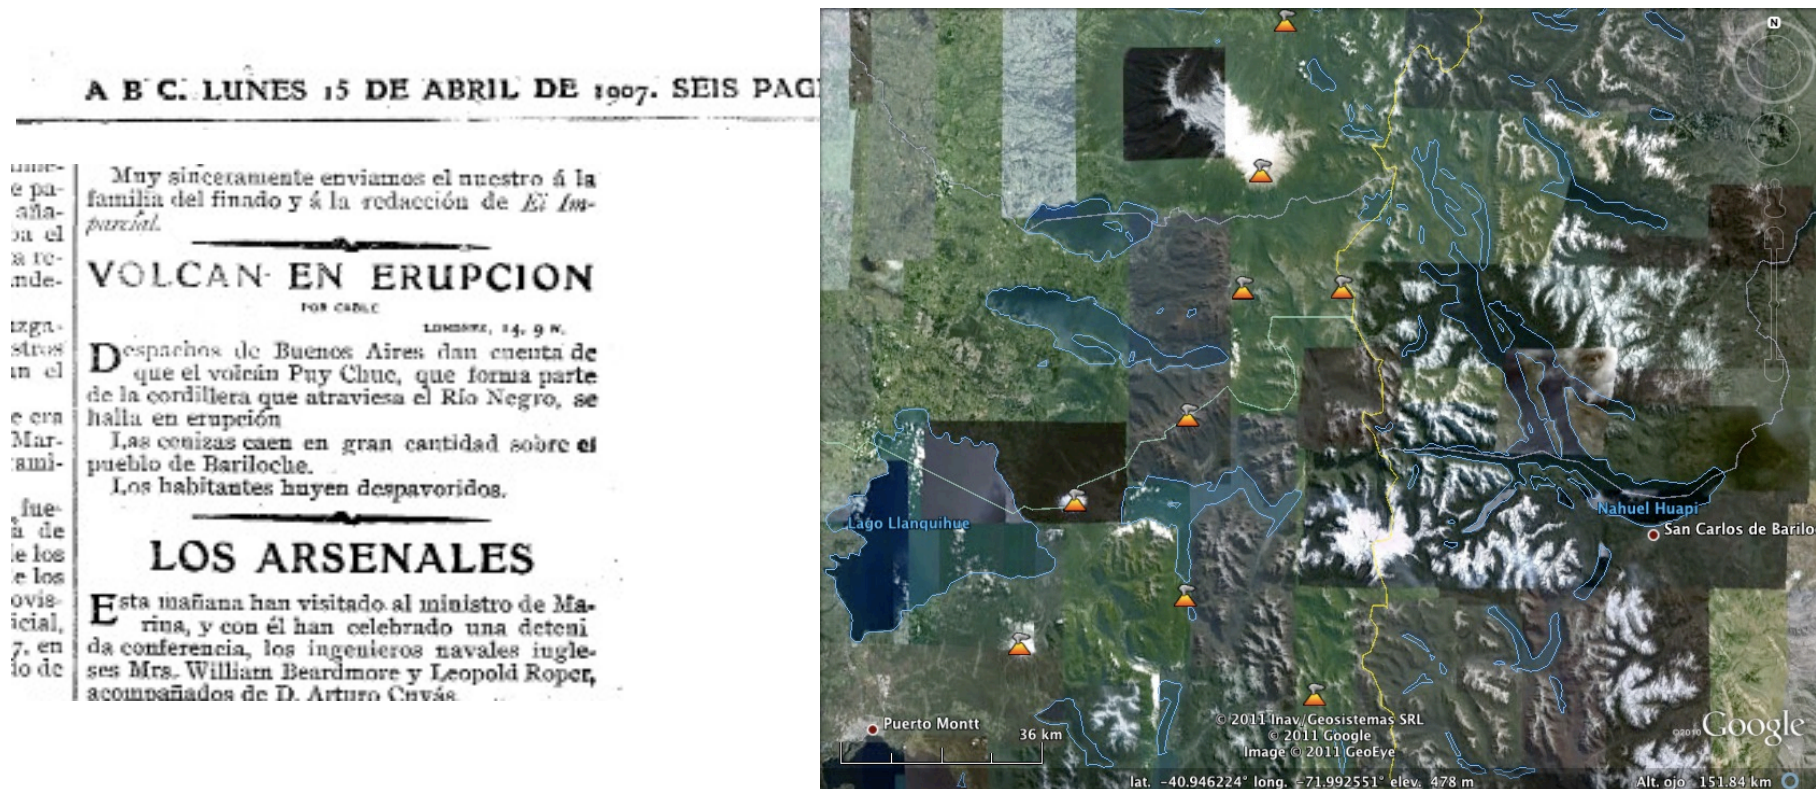 A B C. LUNES 15 DE ABRIL DE 1907. SEIS PAGI
Muy sinceramente enviamos el nuestro á la
familia del finado y á la redacción de El Im-
parcial.
VOLCAN EN ERUPCION
POR CABLE
LONDRES, 14, 9 N.
Despachos de Buenos Aires dan cuenta de
que el volcán Puy Chue, que forma parte
de la cordillera que atraviesa el Río Negro, se
halla en erupción
Las cenizas caen en gran cantidad sobre el
pueblo de Bariloche.
Los habitantes huyen despavoridos.
LOS ARSENALES
Esta mañana han visitado al ministro de Ma-
rina, y con él han celebrado una deteni
da conferencia, los ingenieros navales ingle-
ses Mrs. William Beardmore y Leopold Roper,
acompañados de D. Arturo Cuyás
N
Lago Llanquihue
Nahuel Huapi
San Carlos de Barilo
Puerto Montt
36 km
© 2011 Inav/Geosistemas SRL
© 2011 Google
Image © 2011 GeoEye
©2010 Google
lat. -40.946224° long. -71.992551° elev. 478 m
Alt. ojo 151.84 km